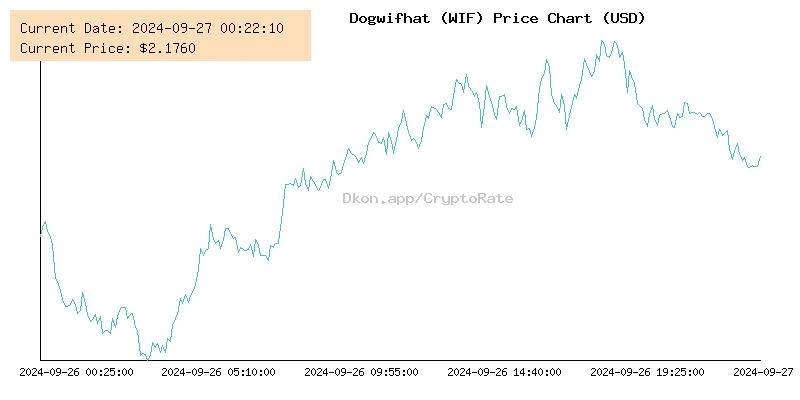 Dogwifhat (WIF) Price Chart (USD)
Current Date: 2024-09-27 00:22:10
Current Price: $2.1760
Dkon.app/CryptoRate
2024-09-26 00:25:00 2024-09-26 05:10:00 2024-09-26 09:55:00 2024-09-26 14:40:00 2024-09-26 19:25:00 2024-09-27